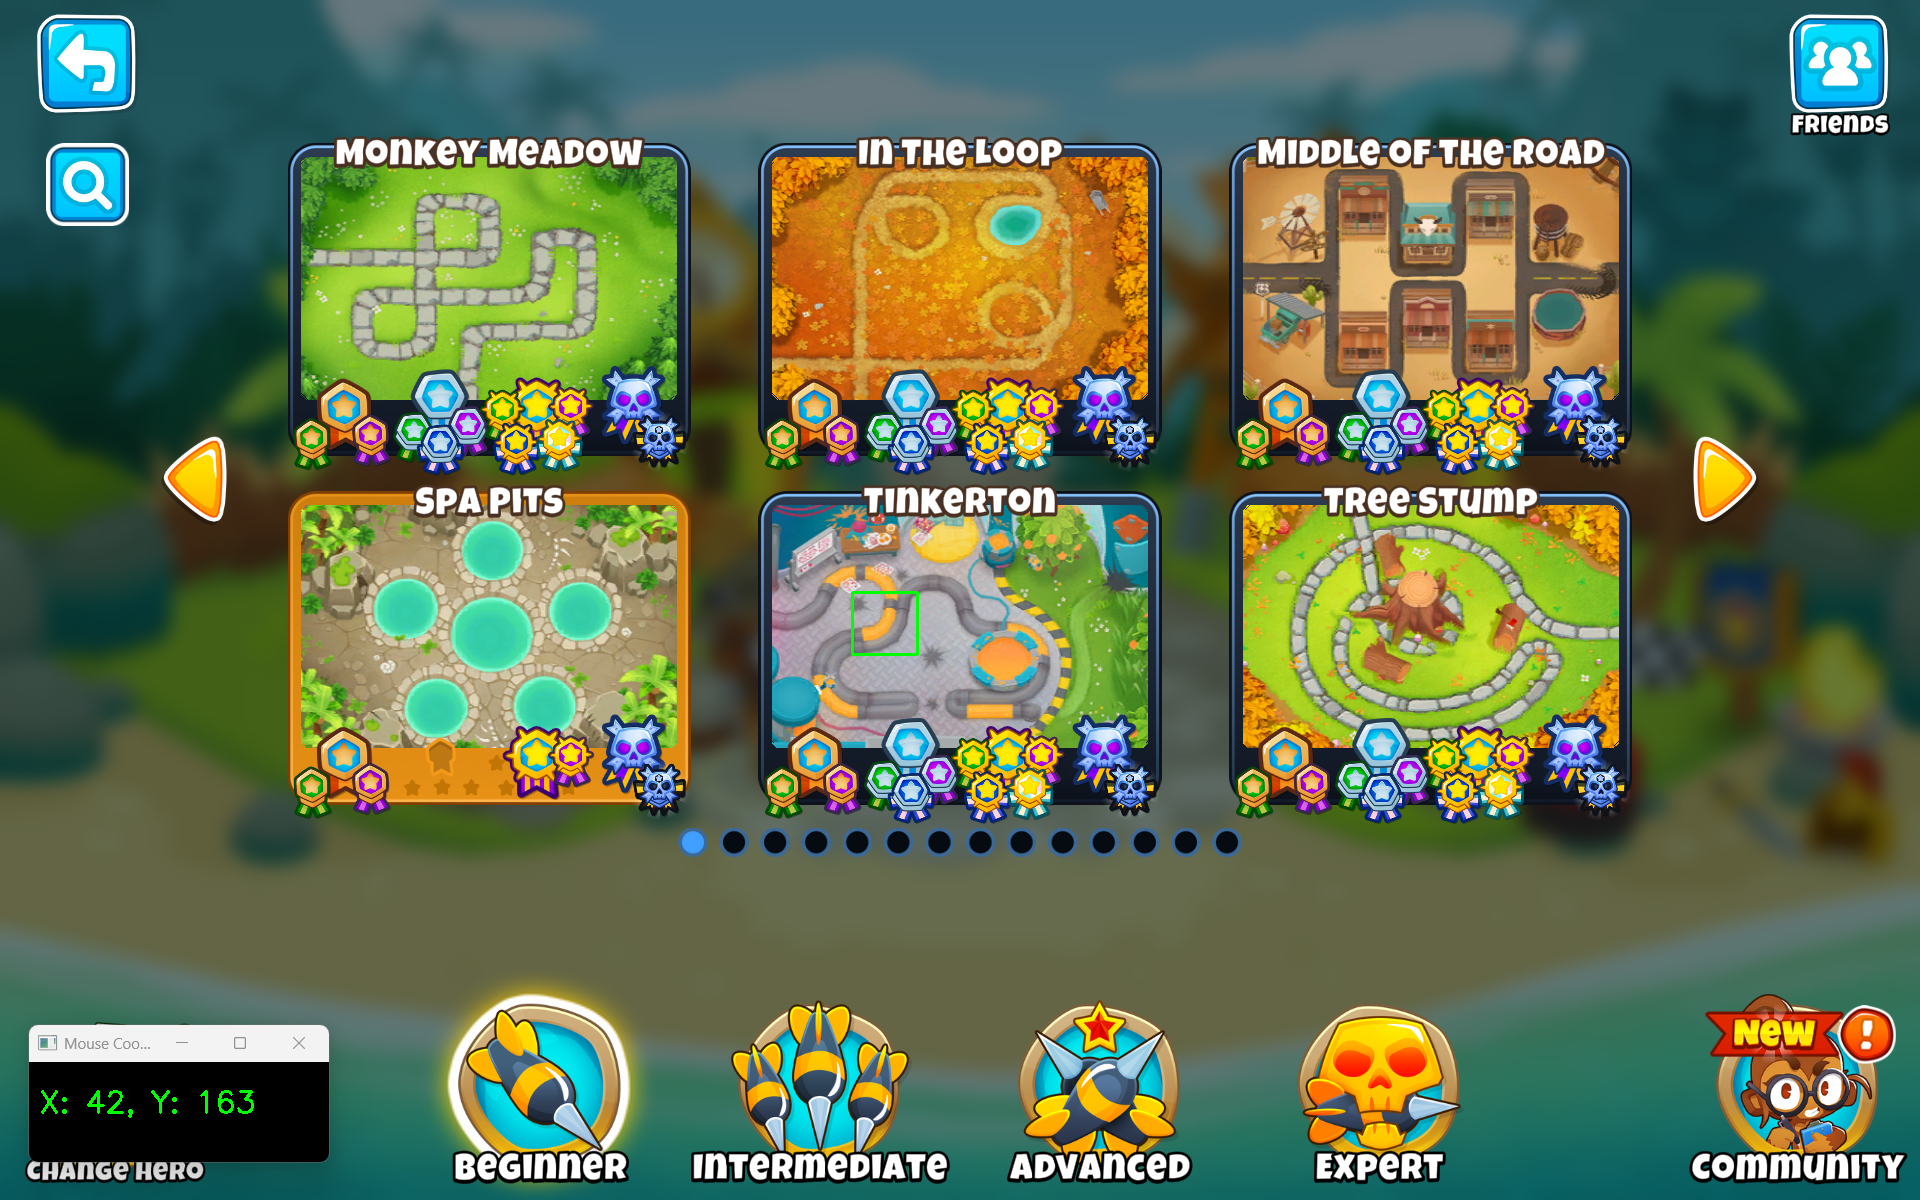 FRIENDS
MONKEY MEADOW
IN THE LOOP
MIDDLE OF THE ROAD
SPA PITS
TINKERTON
TREE STUMP
Mouse Coo...
X: 42, Y: 163
CHANGE HERO
BEGINNER
INTERMEDIATE
ADVANCED
EXPERT
NEW
!
COMMUNITY